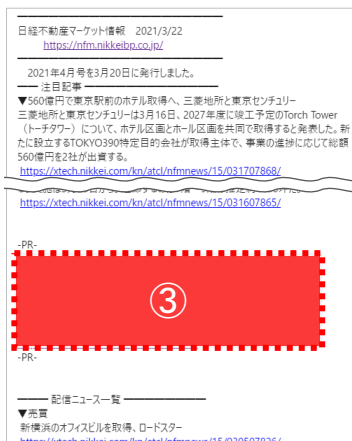 日経不動産マーケット情報 2021/3/22
https://nfm.nikkeibp.co.jp/
2021年4月号を3月20日に発行しました。
━━ 注目記事 ━━━━━━━━━━━━
▼560億円で東京駅前のホテル取得へ、三菱地所と東京センチュリー
三菱地所と東京センチュリーは3月16日、2027年度に竣工予定のTorch Tower
（トーチタワー）について、ホテル区画とホール区画を共同で取得すると発表した。新
たに設立するTOKYO390特定目的会社が取得主体で、事業の進捗に応じて総額
560億円を2社が出資する。
https://xtech.nikkei.com/kn/atcl/nfmnews/15/031707868/
https://xtech.nikkei.com/kn/atcl/nfmnews/15/031607865/
-PR-
③
-PR-
━━━ 配信ニュース一覧 ━━━━━━━━
▼売買
新横浜のオフィスビルを取得、ロードスター
https://xtech.nikkei.com/kn/atcl/nfmnews/15/030507836/